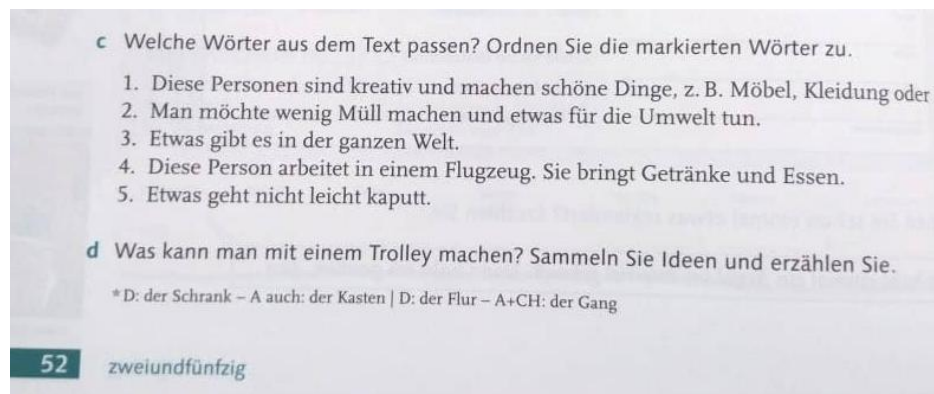 c Welche Wörter aus dem Text passen? Ordnen Sie die markierten Wörter zu.
1. Diese Personen sind kreativ und machen schöne Dinge, z. B. Möbel, Kleidung oder
2. Man möchte wenig Müll machen und etwas für die Umwelt tun.
3. Etwas gibt es in der ganzen Welt.
4. Diese Person arbeitet in einem Flugzeug. Sie bringt Getränke und Essen.
5. Etwas geht nicht leicht kaputt.
d Was kann man mit einem Trolley machen? Sammeln Sie Ideen und erzählen Sie.
* D: der Schrank – A auch: der Kasten | D: der Flur – A+CH: der Gang
52 zweiundfünfzig